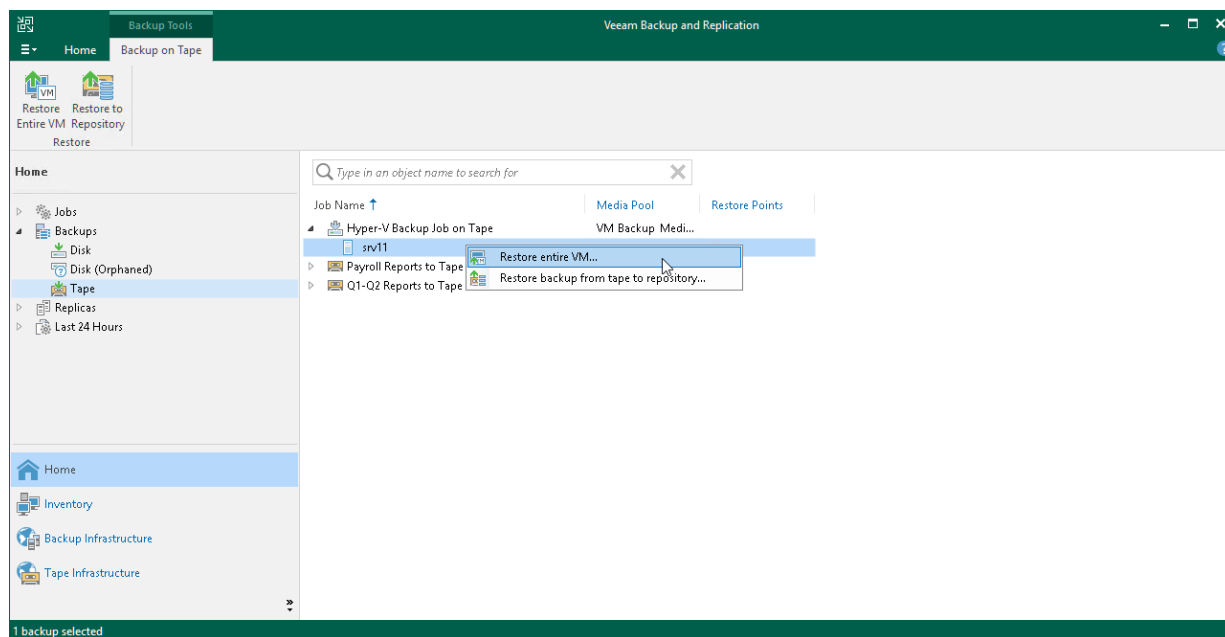 Backup Tools
Veeam Backup and Replication
Home
Backup on Tape
Restore Entire VM
Restore to Repository
Restore
Home
Type in an object name to search for
Job Name
Media Pool
Restore Points
Jobs
Backups
Disk
Disk (Orphaned)
Tape
Replicas
Last 24 Hours
Hyper-V Backup Job on Tape
VM Backup Medi...
srv11
Payroll Reports to Tape
Q1-Q2 Reports to Tape
Restore entire VM...
Restore backup from tape to repository...
Home
Inventory
Backup Infrastructure
Tape Infrastructure
1 backup selected